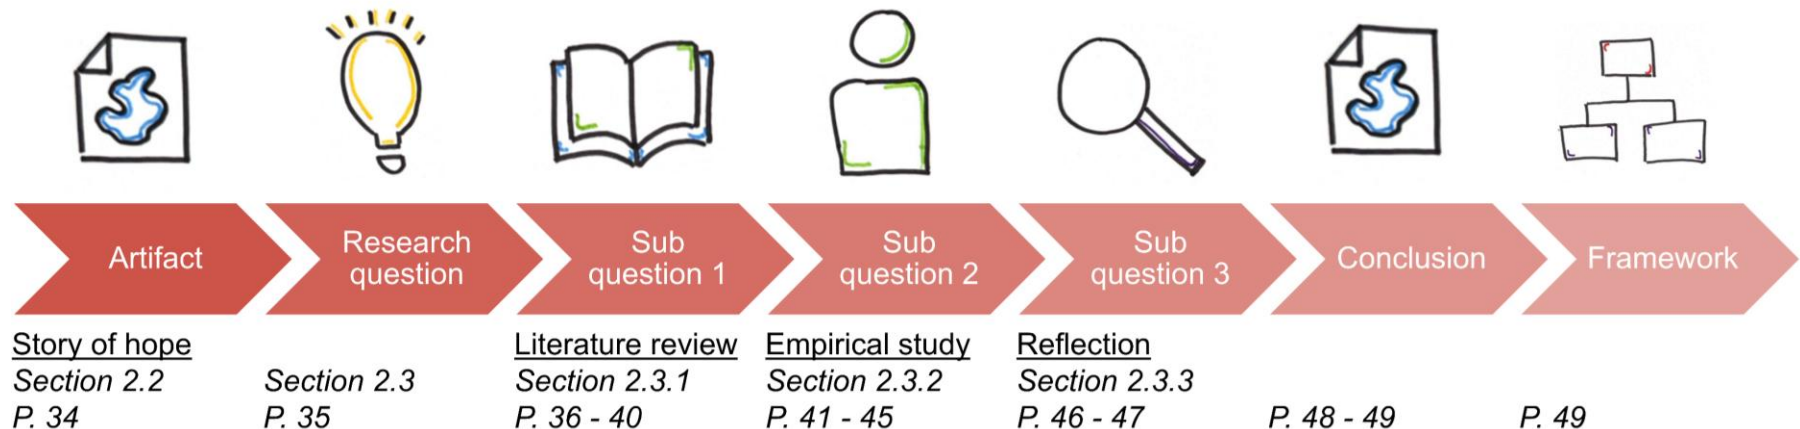 Artifact
Research
question
Sub
question 1
Sub
question 2
Sub
question 3
Conclusion
Framework
Story of hope
Section 2.2
P. 34
Section 2.3
P. 35
Literature review
Section 2.3.1
P. 36 - 40
Empirical study
Section 2.3.2
P. 41 - 45
Reflection
Section 2.3.3
P. 46 - 47
P. 48 - 49
P. 49